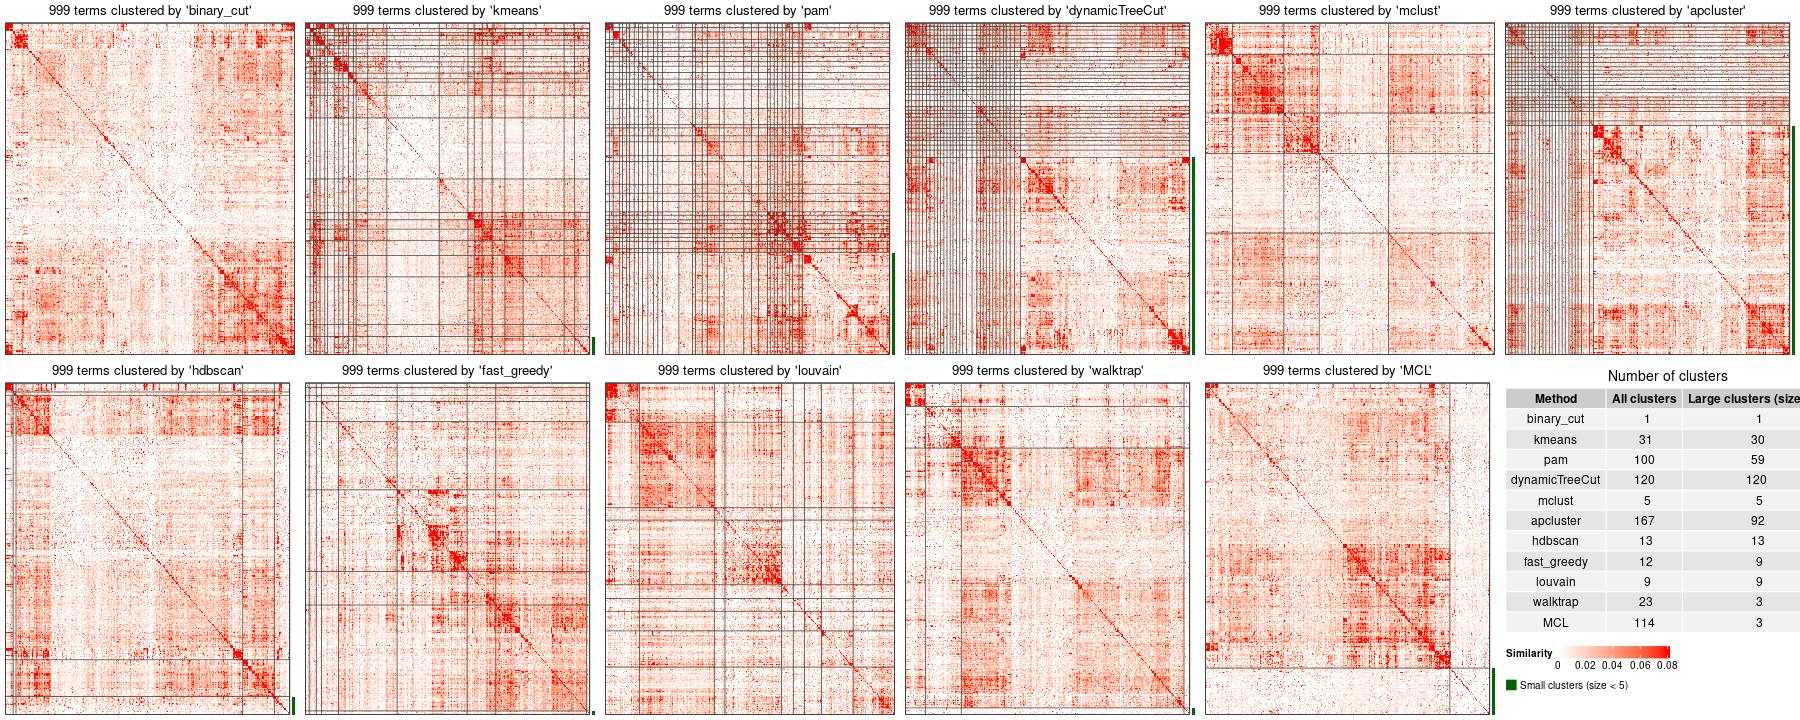 999 terms clustered by 'binary_cut'
999 terms clustered by 'kmeans'
999 terms clustered by 'pam'
999 terms clustered by 'dynamicTreeCut'
999 terms clustered by 'mclust'
999 terms clustered by 'apcluster'
999 terms clustered by 'hdbscan'
999 terms clustered by 'fast_greedy'
999 terms clustered by 'louvain'
999 terms clustered by 'walktrap'
999 terms clustered by 'MCL'
Number of clusters
Method All clusters Large clusters (size
binary_cut 1 1
kmeans 31 30
pam 100 59
dynamicTreeCut 120 120
mclust 5 5
apcluster 167 92
hdbscan 13 13
fast_greedy 12 9
louvain 9 9
walktrap 23 3
MCL 114 3
Similarity
0 0.02 0.04 0.06 0.08
Small clusters (size < 5)